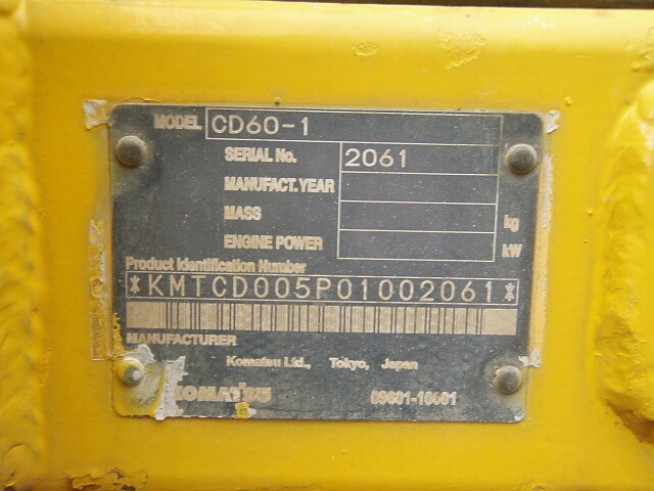 MODEL CD60-1
SERIAL No. 2061
MANUFACT. YEAR
MASS kg
ENGINE POWER kW
Product Identification Number
*KMTCD005P01002061*
MANUFACTURER
Komatsu Ltd., Tokyo, Japan
KOMATSU 09601-10601